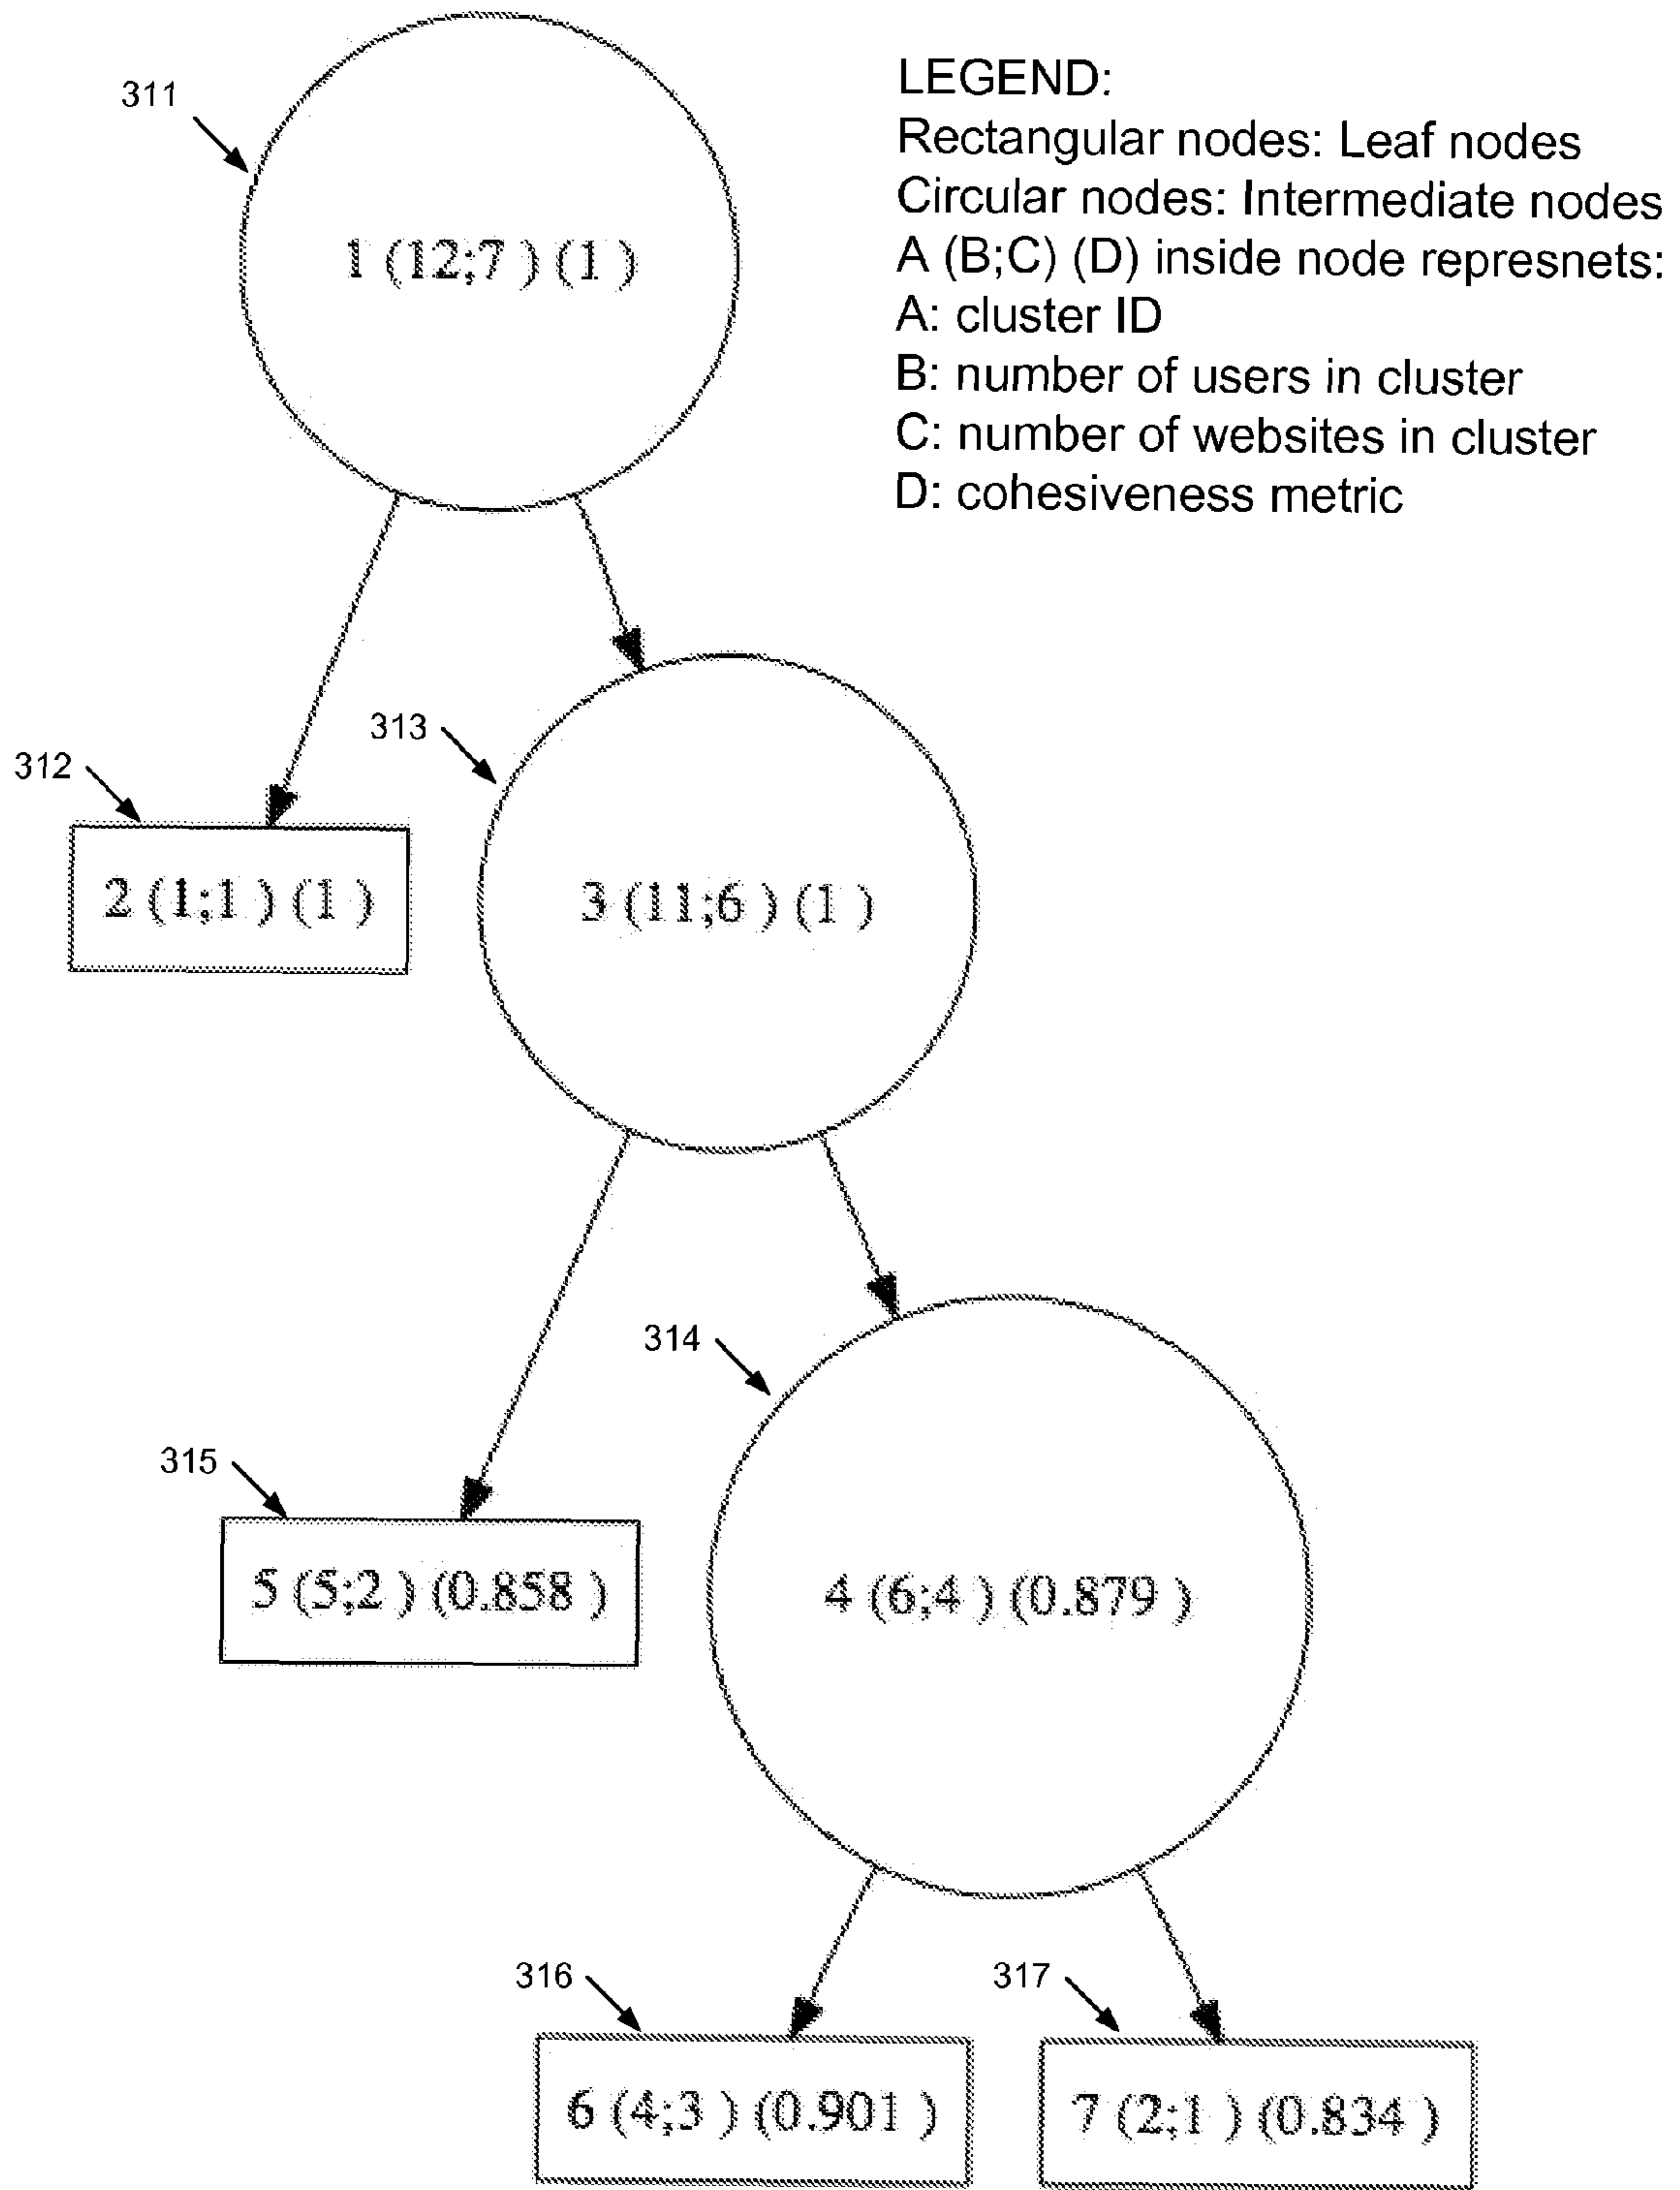 311
LEGEND:
Rectangular nodes: Leaf nodes
Circular nodes: Intermediate nodes
A (B;C) (D) inside node represnets:
A: cluster ID
B: number of users in cluster
C: number of websites in cluster
D: cohesiveness metric
1 (12;7 ) (1 )
312
313
2 (1;1 ) (1 )
3 (11;6 ) (1 )
314
315
5 (5;2 ) (0.858 )
4 (6;4 ) (0.879 )
316
317
6 (4;3 ) (0.901 )
7 (2;1 ) (0.834 )